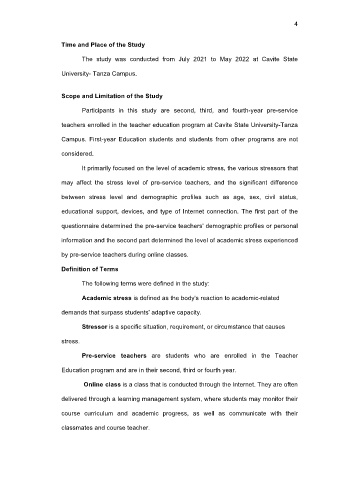 4
Time and Place of the Study
The study was conducted from July 2021 to May 2022 at Cavite State
University- Tanza Campus.
Scope and Limitation of the Study
Participants in this study are second, third, and fourth-year pre-service
teachers enrolled in the teacher education program at Cavite State University-Tanza
Campus. First-year Education students and students from other programs are not
considered.
It primarily focused on the level of academic stress, the various stressors that
may affect the stress level of pre-service teachers, and the significant difference
between stress level and demographic profiles such as age, sex, civil status,
educational support, devices, and type of Internet connection. The first part of the
questionnaire determined the pre-service teachers' demographic profiles or personal
information and the second part determined the level of academic stress experienced
by pre-service teachers during online classes.
Definition of Terms
The following terms were defined in the study:
Academic stress is defined as the body's reaction to academic-related
demands that surpass students' adaptive capacity.
Stressor is a specific situation, requirement, or circumstance that causes
stress.
Pre-service teachers are students who are enrolled in the Teacher
Education program and are in their second, third or fourth year.
Online class is a class that is conducted through the Internet. They are often
delivered through a learning management system, where students may monitor their
course curriculum and academic progress, as well as communicate with their
classmates and course teacher.